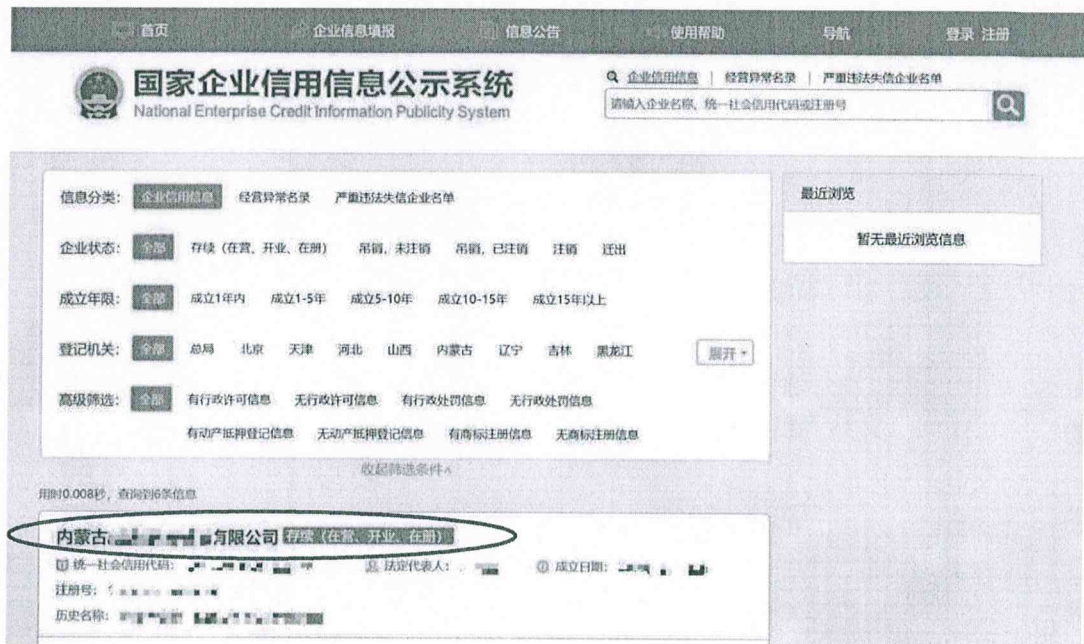 首页 企业信息填报 信息公告 使用帮助 导航 登录 注册
国家企业信用信息公示系统
National Enterprise Credit Information Publicity System
企业信用信息 | 经营异常名录 | 严重违法失信企业名单
请输入企业名称、统一社会信用代码或注册号
信息分类: 企业信用信息 经营异常名录 严重违法失信企业名单
企业状态: 全部 存续(在营、开业、在册) 吊销,未注销 吊销,已注销 注销 迁出
成立年限: 全部 成立1年内 成立1-5年 成立5-10年 成立10-15年 成立15年以上
登记机关: 全部 总局 北京 天津 河北 山西 内蒙古 辽宁 吉林 黑龙江 展开
高级筛选: 全部 有行政许可信息 无行政许可信息 有行政处罚信息 无行政处罚信息
有动产抵押登记信息 无动产抵押登记信息 有商标注册信息 无商标注册信息
收起筛选条件
最近浏览
暂无最近浏览信息
用时0.008秒,查询到6条信息
内蒙古 有限公司 存续(在营、开业、在册)
统一社会信用代码: 法定代表人: 成立日期:
注册号:
历史名称: